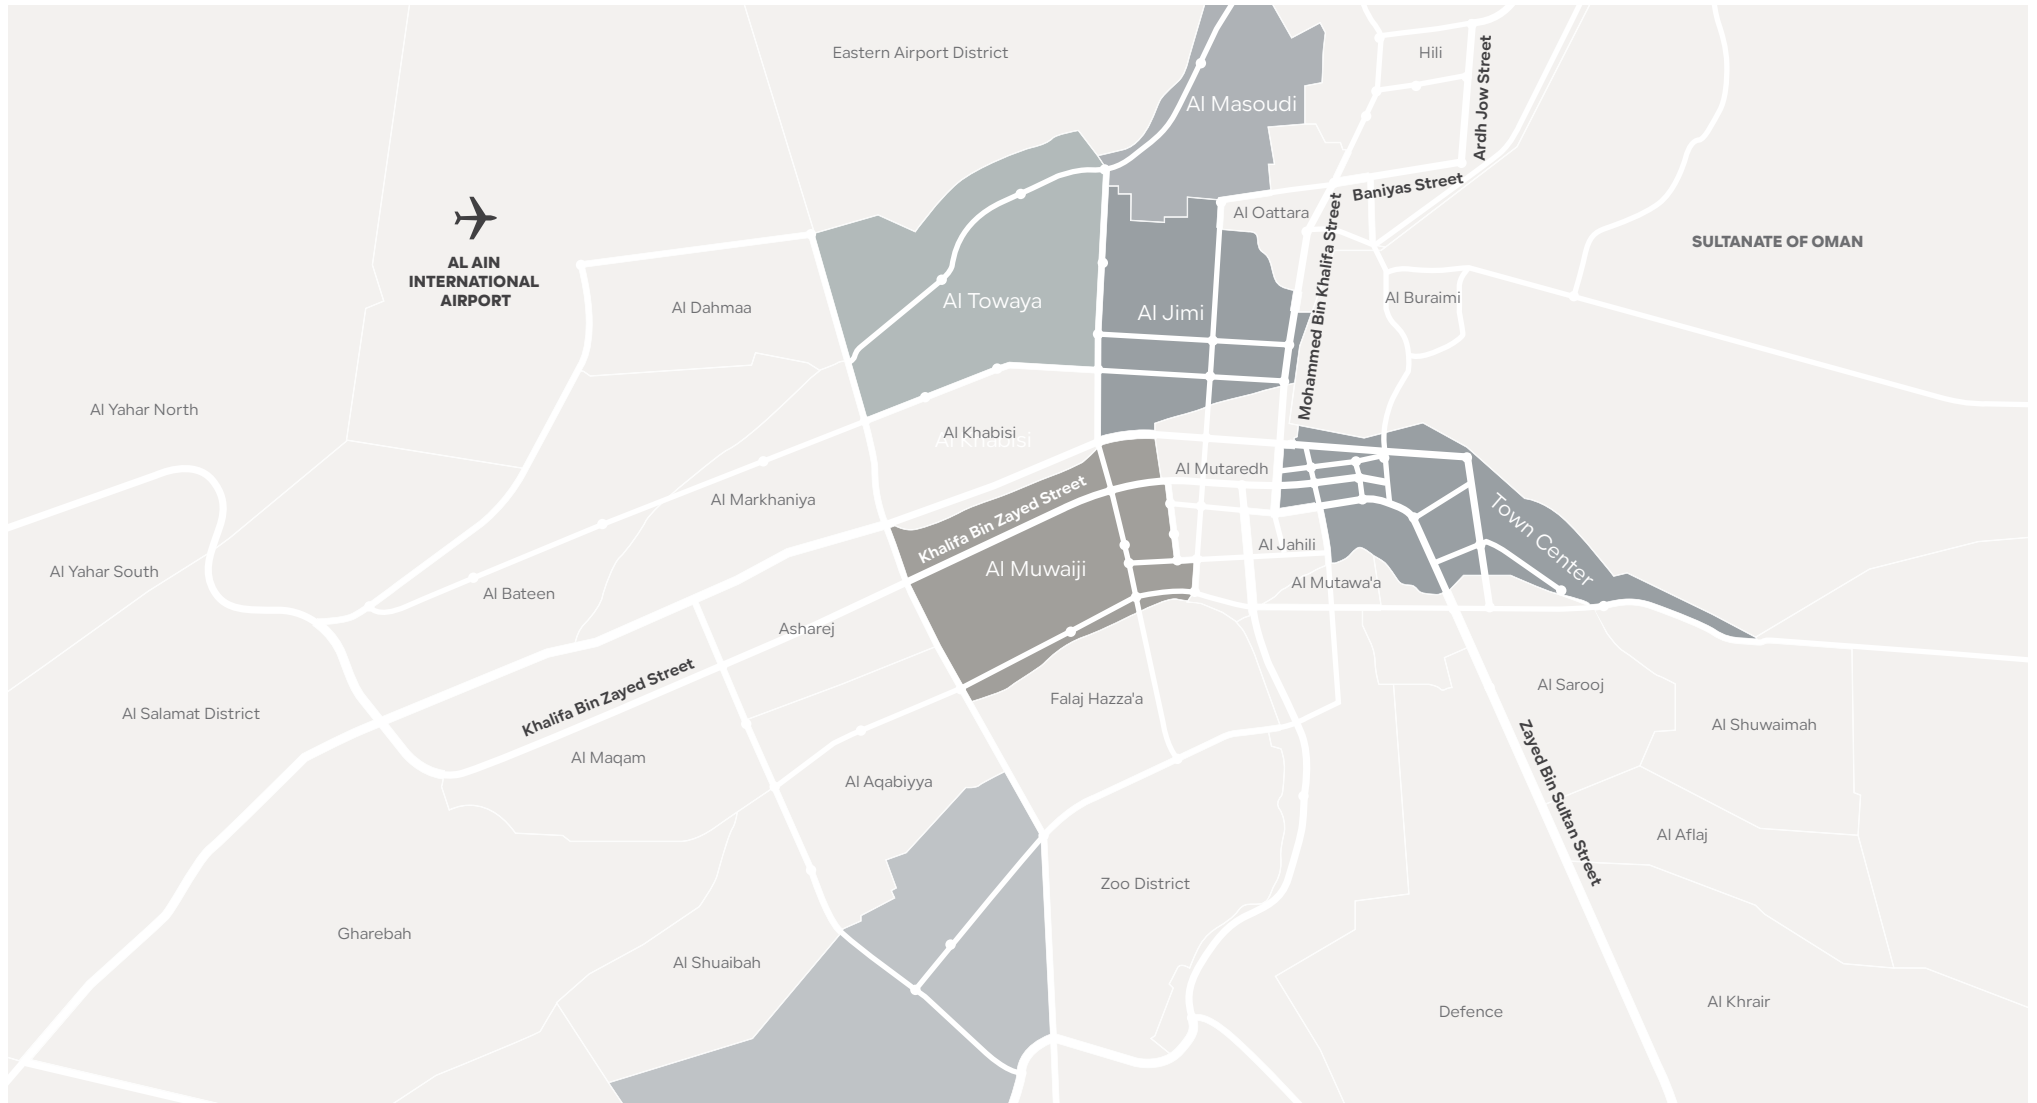 Eastern Airport District
Hili
Ardh Jow Street
Al Masoudi
Baniyas Street
Al Oattara
Mohammed Bin Khalifa Street
SULTANATE OF OMAN
AL AIN
INTERNATIONAL
AIRPORT
Al Dahmaa
Al Towaya
Al Jimi
Al Buraimi
Al Yahar North
Al Khabisi
Al Khabisi
Al Mutaredh
Al Markhaniya
Khalifa Bin Zayed Street
Town Center
Al Jahili
Al Yahar South
Al Muwaiji
Al Mutawa'a
Al Bateen
Asharej
Khalifa Bin Zayed Street
Falaj Hazza'a
Al Sarooj
Al Salamat District
Al Shuwaimah
Al Maqam
Al Aqabiyya
Zayed Bin Sultan Street
Al Aflaj
Zoo District
Gharebah
Al Shuaibah
Defence
Al Khrair